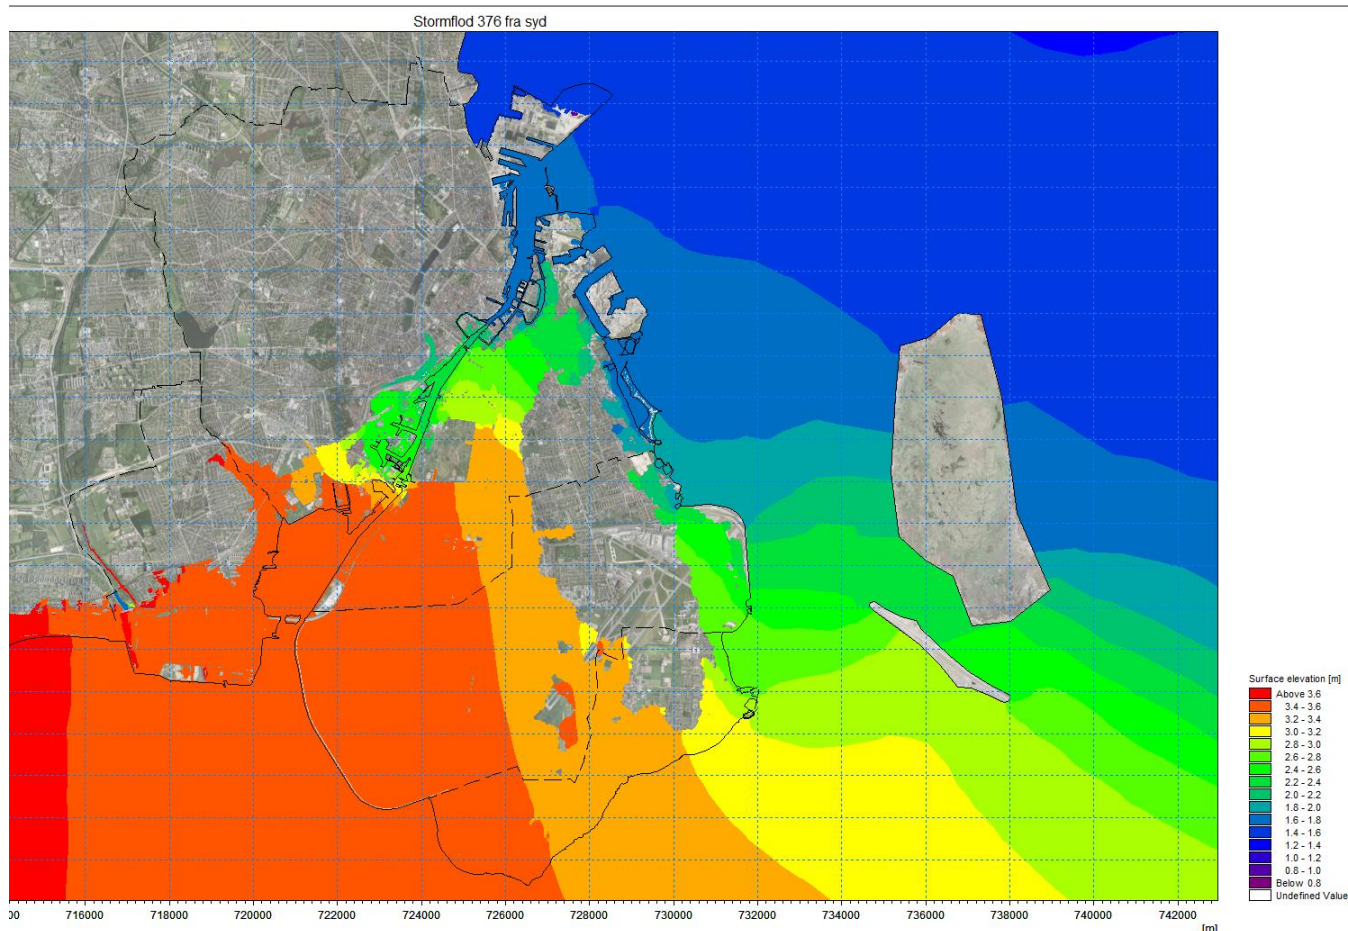 Stormflod 376 fra syd
Surface elevation [m]
Above 3.6
3.4 - 3.6
3.2 - 3.4
3.0 - 3.2
2.8 - 3.0
2.6 - 2.8
2.4 - 2.6
2.2 - 2.4
2.0 - 2.2
1.8 - 2.0
1.6 - 1.8
1.4 - 1.6
1.2 - 1.4
1.0 - 1.2
0.8 - 1.0
Below 0.8
Undefined Value
00 716000 718000 720000 722000 724000 726000 728000 730000 732000 734000 736000 738000 740000 742000
[m]